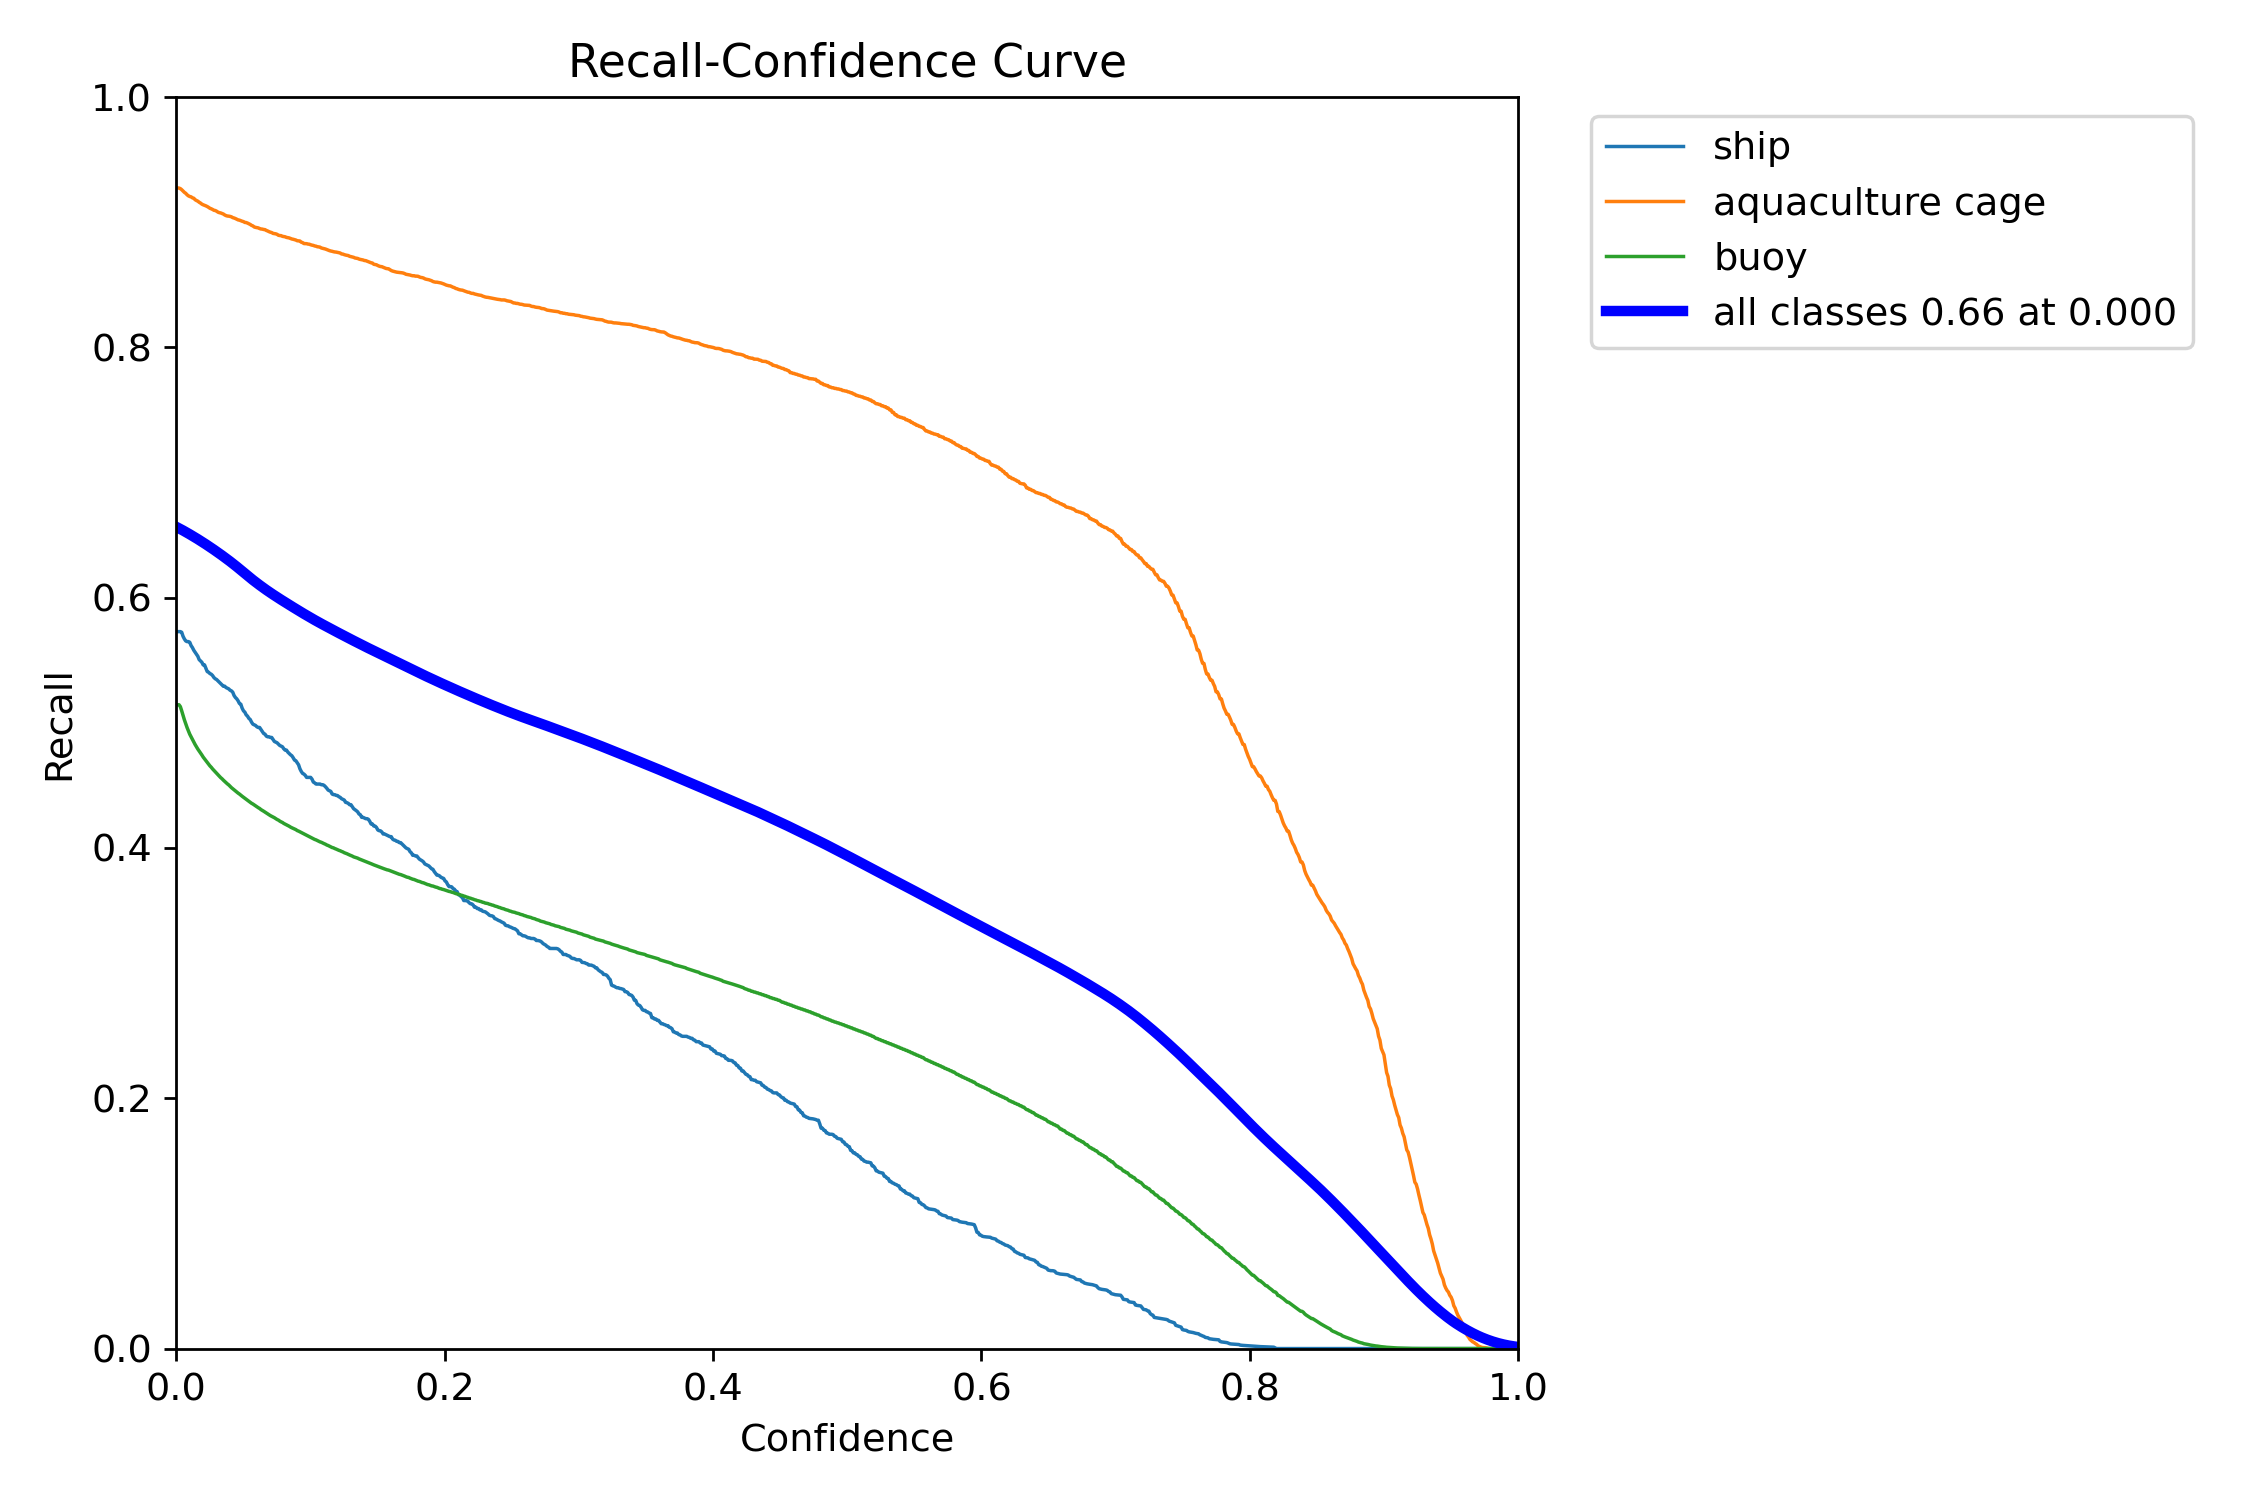 Recall-Confidence Curve
1.0
0.8
0.6
0.4
0.2
0.0
Recall
0.0 0.2 0.4 0.6 0.8 1.0
Confidence
ship
aquaculture cage
buoy
all classes 0.66 at 0.000